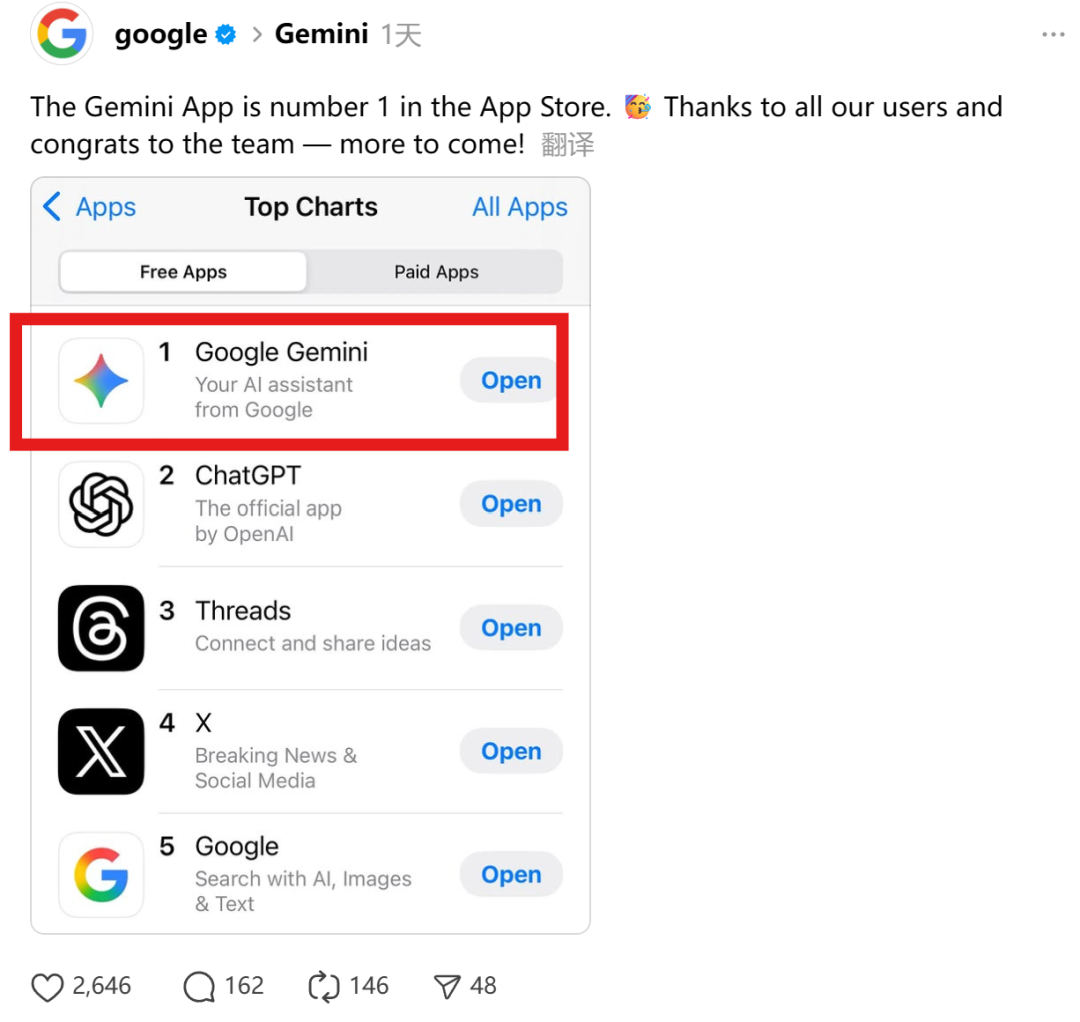 google > Gemini 1天
The Gemini App is number 1 in the App Store. 🥳 Thanks to all our users and
congrats to the team — more to come! 翻译
Apps Top Charts All Apps
Free Apps Paid Apps
1 Google Gemini
Your AI assistant
from Google
Open
2 ChatGPT
The official app
by OpenAI
Open
3 Threads
Connect and share ideas
Open
4 X
Breaking News &
Social Media
Open
5 Google
Search with AI, Images
& Text
Open
2,646 162 146 48